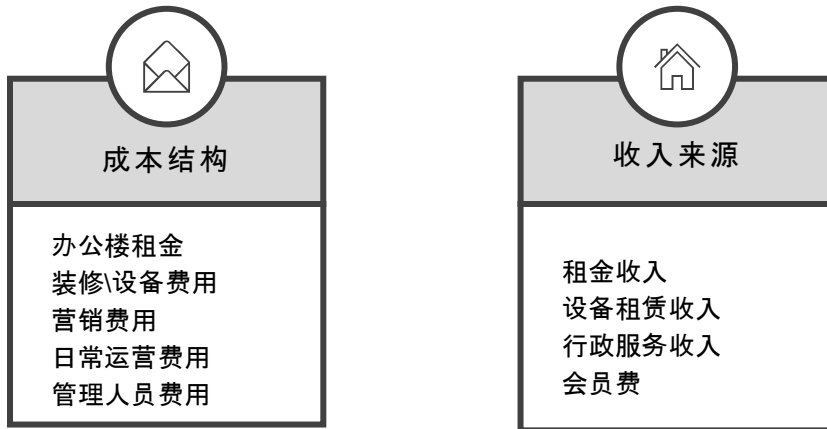 成本结构
办公楼租金
装修\设备费用
营销费用
日常运营费用
管理人员费用
收入来源
租金收入
设备租赁收入
行政服务收入
会员费